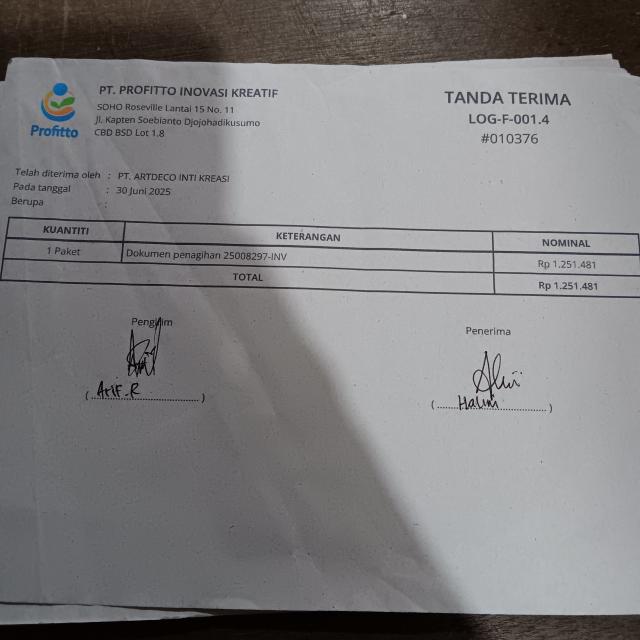 Profitto
PT. PROFITTO INOVASI KREATIF
SOHO Roseville Lantai 15 No. 11
Jl. Kapten Soebianto Djojohadikusumo
CBD BSD Lot 1.8
TANDA TERIMA
LOG-F-001.4
#010376
Telah diterima oleh : PT. ARTDECO INTI KREASI
Pada tanggal : 30 Juni 2025
Berupa :
KUANTITI KETERANGAN NOMINAL
1 Paket Dokumen penagihan 25008297-INV Rp 1.251.481
TOTAL Rp 1.251.481
Pengirim Penerima
(Arif. R) (Halini)